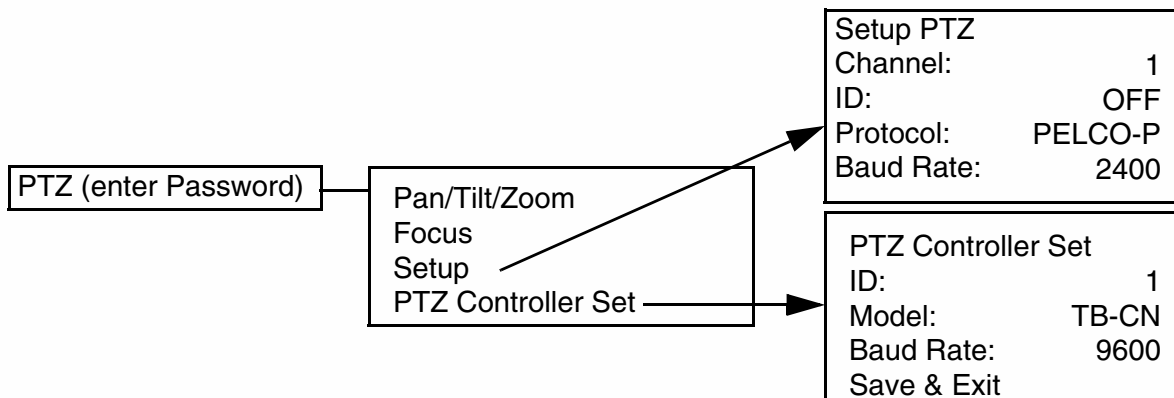 PTZ (enter Password)
Pan/Tilt/Zoom
Focus
Setup
PTZ Controller Set
Setup PTZ
Channel: 1
ID: OFF
Protocol: PELCO-P
Baud Rate: 2400
PTZ Controller Set
ID: 1
Model: TB-CN
Baud Rate: 9600
Save & Exit